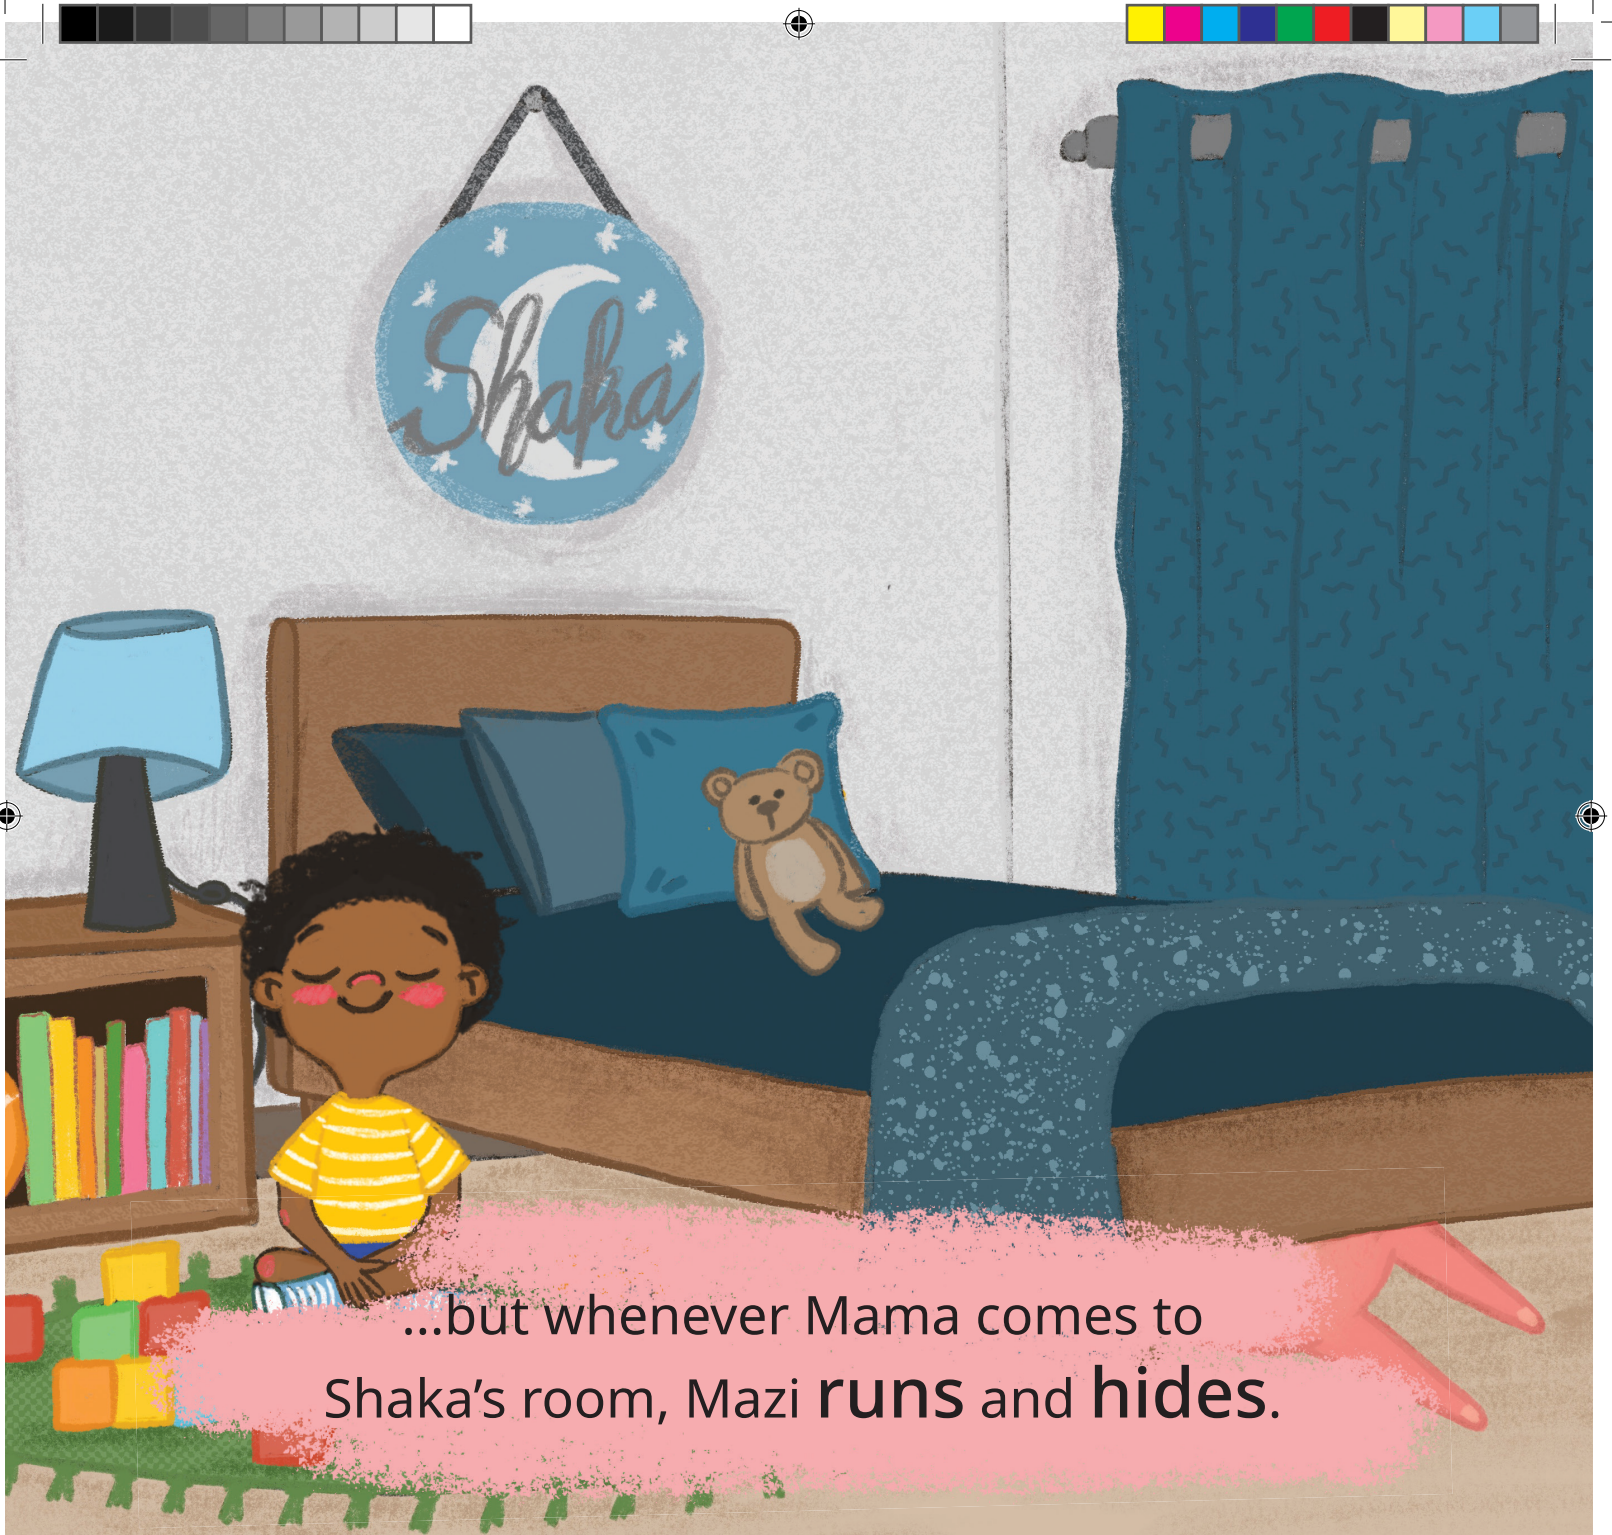 Shaka
...but whenever Mama comes to
Shaka’s room, Mazi runs and hides.